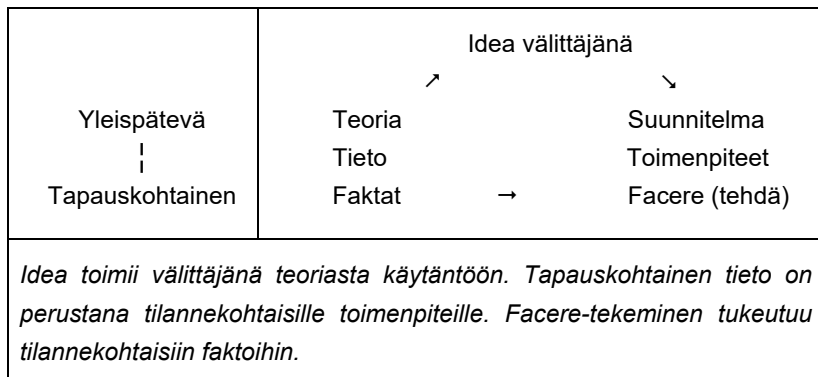 Idea välittäjänä
↗ ↘
Yleispätevä Teoria Suunnitelma
¦ Tieto Toimenpiteet
Tapauskohtainen Faktat → Facere (tehdä)
Idea toimii välittäjänä teoriasta käytäntöön. Tapauskohtainen tieto on
perustana tilannekohtaisille toimenpiteille. Facere-tekeminen tukeutuu
tilannekohtaisiin faktoihin.